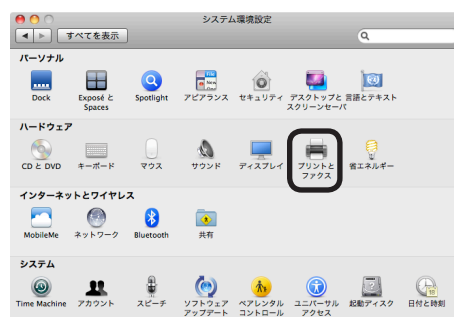 システム環境設定
すべてを表示
パーソナル
Dock
Exposé と
Spaces
Spotlight
アピアランス
セキュリティ
デスクトップと
スクリーンセーバ
言語とテキスト
ハードウェア
CD と DVD
キーボード
マウス
サウンド
ディスプレイ
プリントと
ファクス
省エネルギー
インターネットとワイヤレス
MobileMe
ネットワーク
Bluetooth
共有
システム
Time Machine
アカウント
スピーチ
ソフトウェア
アップデート
ペアレンタル
コントロール
ユニバーサル
アクセス
起動ディスク
日付と時刻